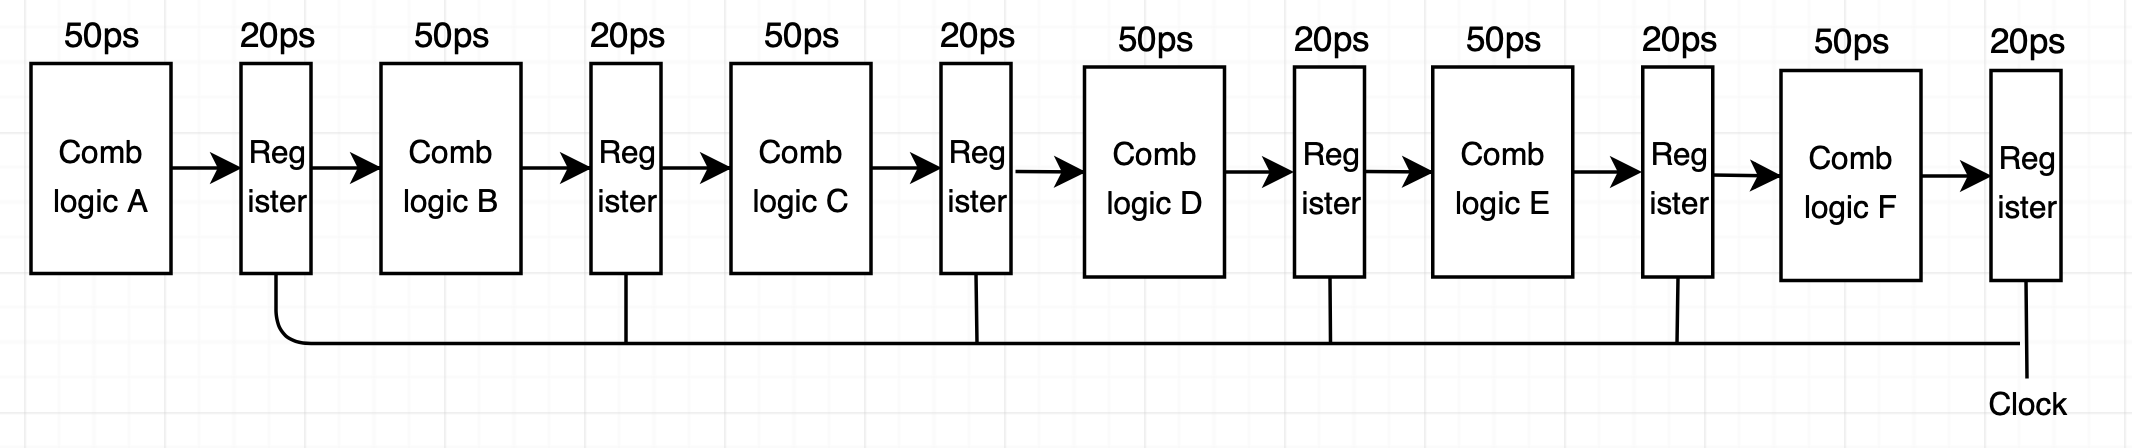 50ps 20ps 50ps 20ps 50ps 20ps 50ps 20ps 50ps 20ps 50ps 20ps
Comb Reg Comb Reg Comb Reg Comb Reg Comb Reg Comb Reg
logic A ister logic B ister logic C ister logic D ister logic E ister logic F ister
Clock